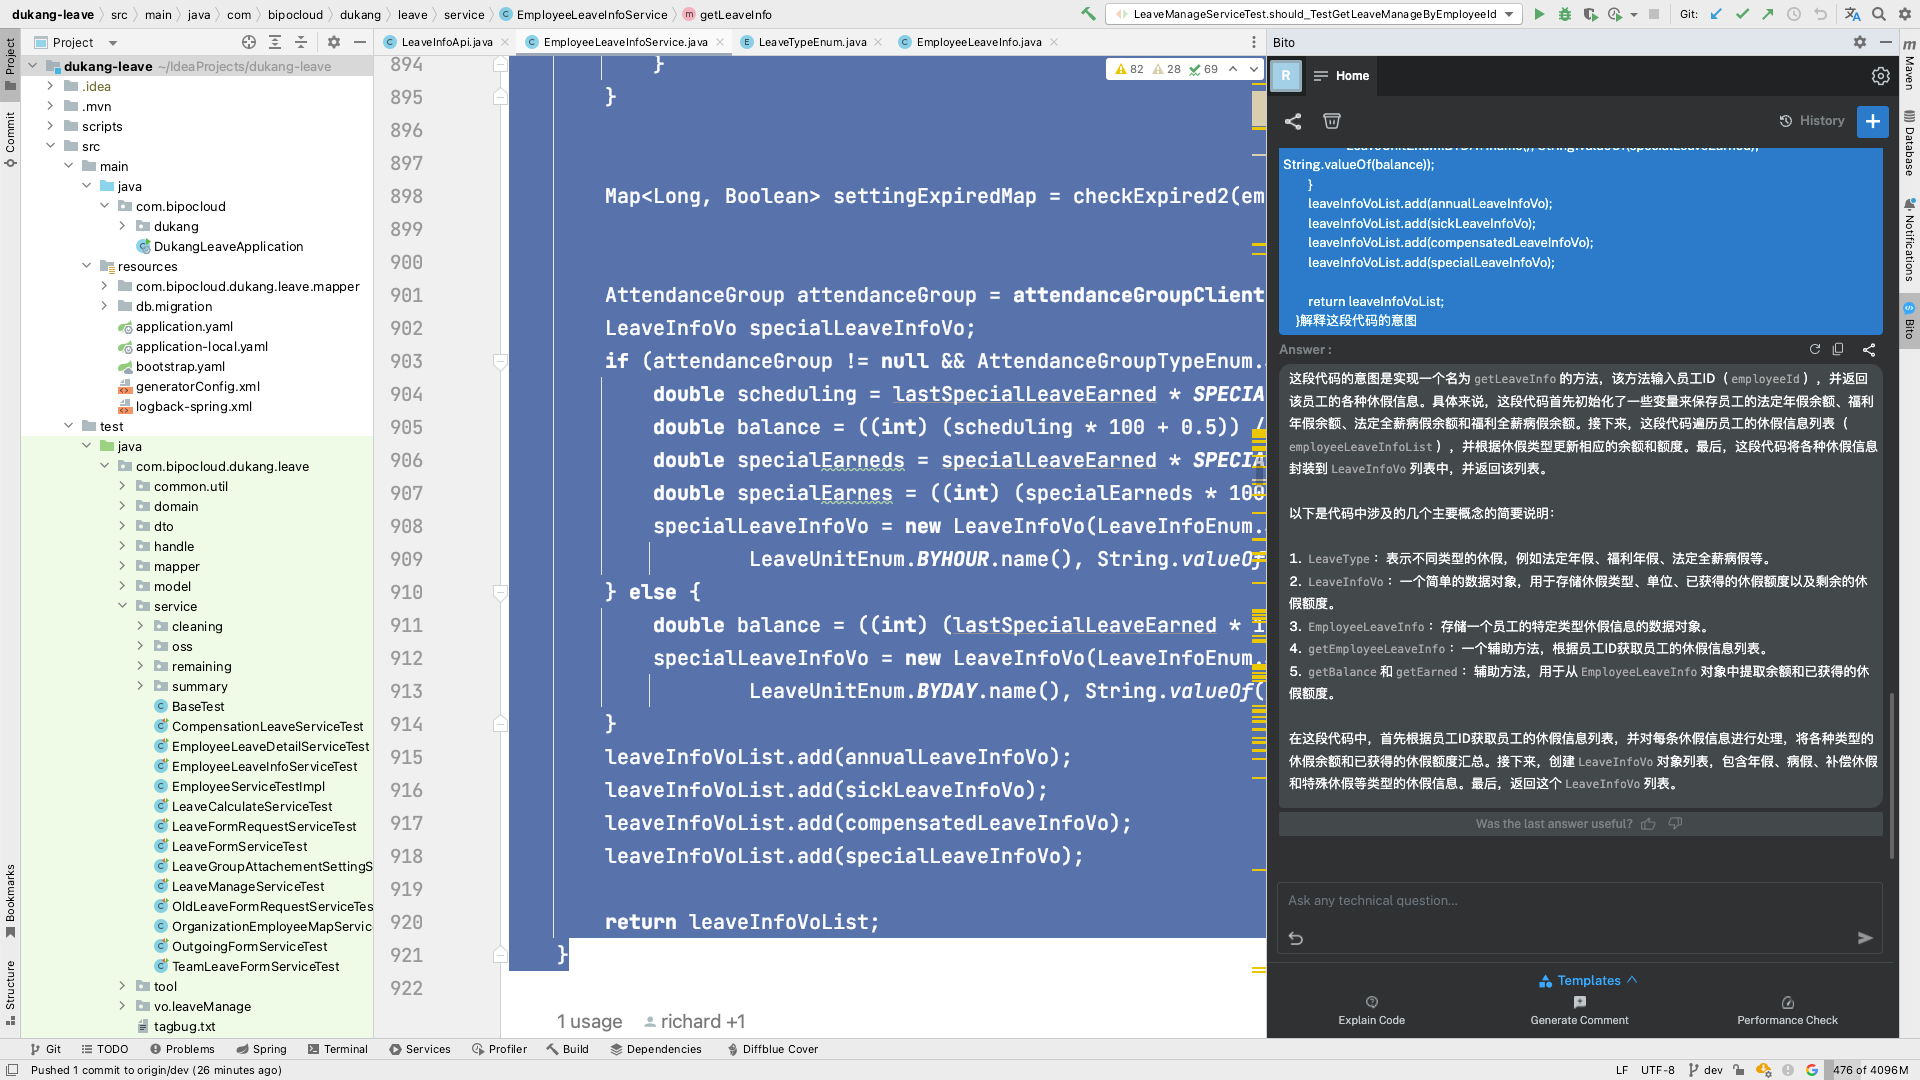 dukang-leave src main java com bipocloud dukang leave service EmployeeLeaveInfoService getLeaveInfo
LeaveManageServiceTest.should_TestGetLeaveManageByEmployeeId
Git:
Project
LeaveInfoApi.java
EmployeeLeaveInfoService.java
LeaveTypeEnum.java
EmployeeLeaveInfo.java
Bito
Project
Commit
Bookmarks
Structure
dukang-leave ~/IdeaProjects/dukang-leave
.idea
.mvn
scripts
src
main
java
com.bipocloud
dukang
DukangLeaveApplication
resources
com.bipocloud.dukang.leave.mapper
db.migration
application.yaml
application-local.yaml
bootstrap.yaml
generatorConfig.xml
logback-spring.xml
test
java
com.bipocloud.dukang.leave
common.util
domain
dto
handle
mapper
model
service
cleaning
oss
remaining
summary
BaseTest
CompensationLeaveServiceTest
EmployeeLeaveDetailServiceTest
EmployeeLeaveInfoServiceTest
EmployeeServiceTestImpl
LeaveCalculateServiceTest
LeaveFormRequestServiceTest
LeaveFormServiceTest
LeaveGroupAttachementSettingS
LeaveManageServiceTest
OldLeaveFormRequestServiceTes
OrganizationEmployeeMapServic
OutgoingFormServiceTest
TeamLeaveFormServiceTest
tool
vo.leaveManage
tagbug.txt
82 28 69
894 }
895 }
896
897
898 Map<Long, Boolean> settingExpiredMap = checkExpired2(em
899
900
901 AttendanceGroup attendanceGroup = attendanceGroupClient
902 LeaveInfoVo specialLeaveInfoVo;
903 if (attendanceGroup != null && AttendanceGroupTypeEnum.
904 double scheduling = lastSpecialLeaveEarned * SPECIA
905 double balance = ((int) (scheduling * 100 + 0.5)) /
906 double specialEarneds = specialLeaveEarned * SPECIA
907 double specialEarnes = ((int) (specialEarneds * 100
908 specialLeaveInfoVo = new LeaveInfoVo(LeaveInfoEnum.
909 LeaveUnitEnum.BYHOUR.name(), String.valueOf
910 } else {
911 double balance = ((int) (lastSpecialLeaveEarned * 1
912 specialLeaveInfoVo = new LeaveInfoVo(LeaveInfoEnum.
913 LeaveUnitEnum.BYDAY.name(), String.valueOf(
914 }
915 leaveInfoVoList.add(annualLeaveInfoVo);
916 leaveInfoVoList.add(sickLeaveInfoVo);
917 leaveInfoVoList.add(compensatedLeaveInfoVo);
918 leaveInfoVoList.add(specialLeaveInfoVo);
919
920 return leaveInfoVoList;
921 }
922
1 usage richard +1
R Home
History
LeaveUnitEnum.BYDAY.name(), String.valueOf(specialLeaveEarned),
String.valueOf(balance));
}
leaveInfoVoList.add(annualLeaveInfoVo);
leaveInfoVoList.add(sickLeaveInfoVo);
leaveInfoVoList.add(compensatedLeaveInfoVo);
leaveInfoVoList.add(specialLeaveInfoVo);
return leaveInfoVoList;
}解释这段代码的意图
Answer :
这段代码的意图是实现一个名为 getLeaveInfo 的方法，该方法输入员工ID（ employeeId ），并返回
该员工的各种休假信息。具体来说，这段代码首先初始化了一些变量来保存员工的法定年假余额、福利
年假余额、法定全薪病假余额和福利全薪病假余额。接下来，这段代码遍历员工的休假信息列表（
employeeLeaveInfoList ），并根据休假类型更新相应的余额和额度。最后，这段代码将各种休假信息
封装到 LeaveInfoVo 列表中，并返回该列表。
以下是代码中涉及的几个主要概念的简要说明：
1. LeaveType ：表示不同类型的休假，例如法定年假、福利年假、法定全薪病假等。
2. LeaveInfoVo ：一个简单的数据对象，用于存储休假类型、单位、已获得的休假额度以及剩余的休
假额度。
3. EmployeeLeaveInfo ：存储一个员工的特定类型休假信息的数据对象。
4. getEmployeeLeaveInfo ：一个辅助方法，根据员工ID获取员工的休假信息列表。
5. getBalance 和 getEarned ：辅助方法，用于从 EmployeeLeaveInfo 对象中提取余额和已获得的休
假额度。
在这段代码中，首先根据员工ID获取员工的休假信息列表，并对每条休假信息进行处理，将各种类型的
休假余额和已获得的休假额度汇总。接下来，创建 LeaveInfoVo 对象列表，包含年假、病假、补偿休假
和特殊休假等类型的休假信息。最后，返回这个 LeaveInfoVo 列表。
Was the last answer useful?
Ask any technical question...
Templates
Explain Code
Generate Comment
Performance Check
m
Maven
Database
Notifications
Bito
Git
TODO
Problems
Spring
Terminal
Services
Profiler
Build
Dependencies
Diffblue Cover
Pushed 1 commit to origin/dev (26 minutes ago)
LF UTF-8 dev 476 of 4096M